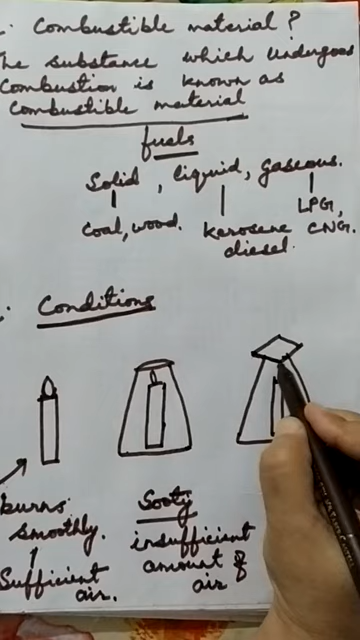 Combustible material?
The substance which undergoes
Combustion is known as
Combustible material
fuels
Solid, liquid, gaseous.
Coal, wood.
kerosene
diesel.
LPG,
CNG.
Conditions
burns
smoothly.
Sufficient
air.
Sooty
insufficient
amount of
air